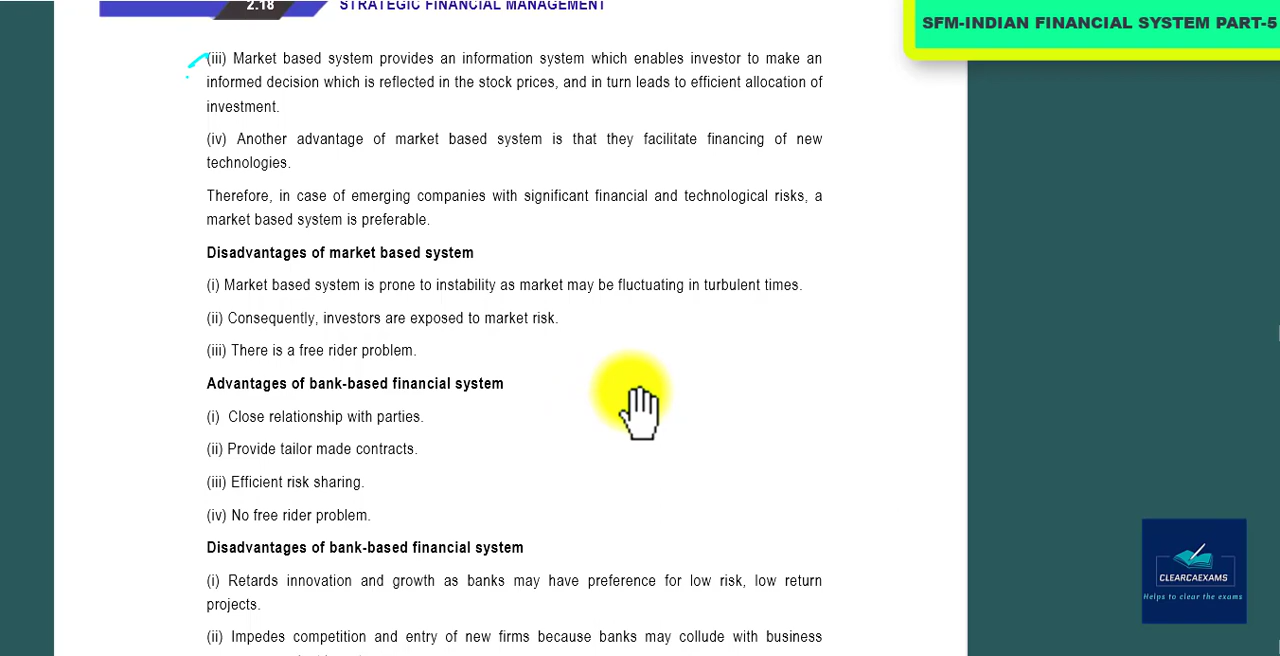 2.18 STRATEGIC FINANCIAL MANAGEMENT
SFM-INDIAN FINANCIAL SYSTEM PART-5
(iii) Market based system provides an information system which enables investor to make an
informed decision which is reflected in the stock prices, and in turn leads to efficient allocation of
investment.
(iv) Another advantage of market based system is that they facilitate financing of new
technologies.
Therefore, in case of emerging companies with significant financial and technological risks, a
market based system is preferable.
Disadvantages of market based system
(i) Market based system is prone to instability as market may be fluctuating in turbulent times.
(ii) Consequently, investors are exposed to market risk.
(iii) There is a free rider problem.
Advantages of bank-based financial system
(i) Close relationship with parties.
(ii) Provide tailor made contracts.
(iii) Efficient risk sharing.
(iv) No free rider problem.
Disadvantages of bank-based financial system
(i) Retards innovation and growth as banks may have preference for low risk, low return
projects.
(ii) Impedes competition and entry of new firms because banks may collude with business
CLEARCAEXAMS
Helps to clear the exams